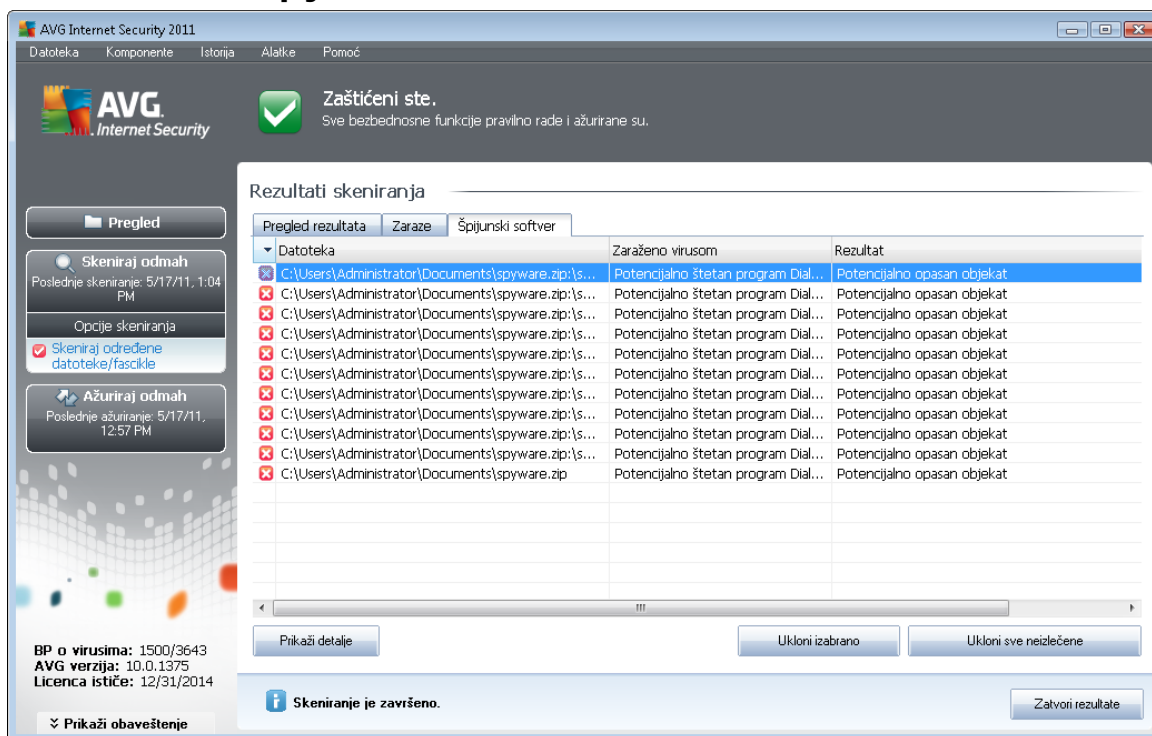 AVG Internet Security 2011
Datoteka Komponente Istorija Alatke Pomoć
AVG.
Internet Security
Zaštićeni ste.
Sve bezbednosne funkcije pravilno rade i ažurirane su.
Pregled
Skeniraj odmah
Poslednje skeniranje: 5/17/11, 1:04
PM
Opcije skeniranja
Skeniraj određene
datoteke/fascikle
Ažuriraj odmah
Poslednje ažuiranje: 5/17/11,
12:57 PM
BP o virusima: 1500/3643
AVG verzija: 10.0.1375
Licenca ističe: 12/31/2014
Prikaži obaveštenje
Rezultati skeniranja
Pregled rezultata Zaraze Špijunski softver
Datoteka Zaraženo virusom Rezultat
C:\Users\Administrator\Documents\spyware.zip:\s... Potencijalno štetan program Dial... Potencijalno opasan objekat
C:\Users\Administrator\Documents\spyware.zip:\s... Potencijalno štetan program Dial... Potencijalno opasan objekat
C:\Users\Administrator\Documents\spyware.zip:\s... Potencijalno štetan program Dial... Potencijalno opasan objekat
C:\Users\Administrator\Documents\spyware.zip:\s... Potencijalno štetan program Dial... Potencijalno opasan objekat
C:\Users\Administrator\Documents\spyware.zip:\s... Potencijalno štetan program Dial... Potencijalno opasan objekat
C:\Users\Administrator\Documents\spyware.zip:\s... Potencijalno štetan program Dial... Potencijalno opasan objekat
C:\Users\Administrator\Documents\spyware.zip:\s... Potencijalno štetan program Dial... Potencijalno opasan objekat
C:\Users\Administrator\Documents\spyware.zip:\s... Potencijalno štetan program Dial... Potencijalno opasan objekat
C:\Users\Administrator\Documents\spyware.zip:\s... Potencijalno štetan program Dial... Potencijalno opasan objekat
C:\Users\Administrator\Documents\spyware.zip:\s... Potencijalno štetan program Dial... Potencijalno opasan objekat
C:\Users\Administrator\Documents\spyware.zip Potencijalno štetan program Dial... Potencijalno opasan objekat
Prikaži detalje Ukloni izabrano Ukloni sve neizlečene
Skeniranje je završeno.
Zatvori rezultate